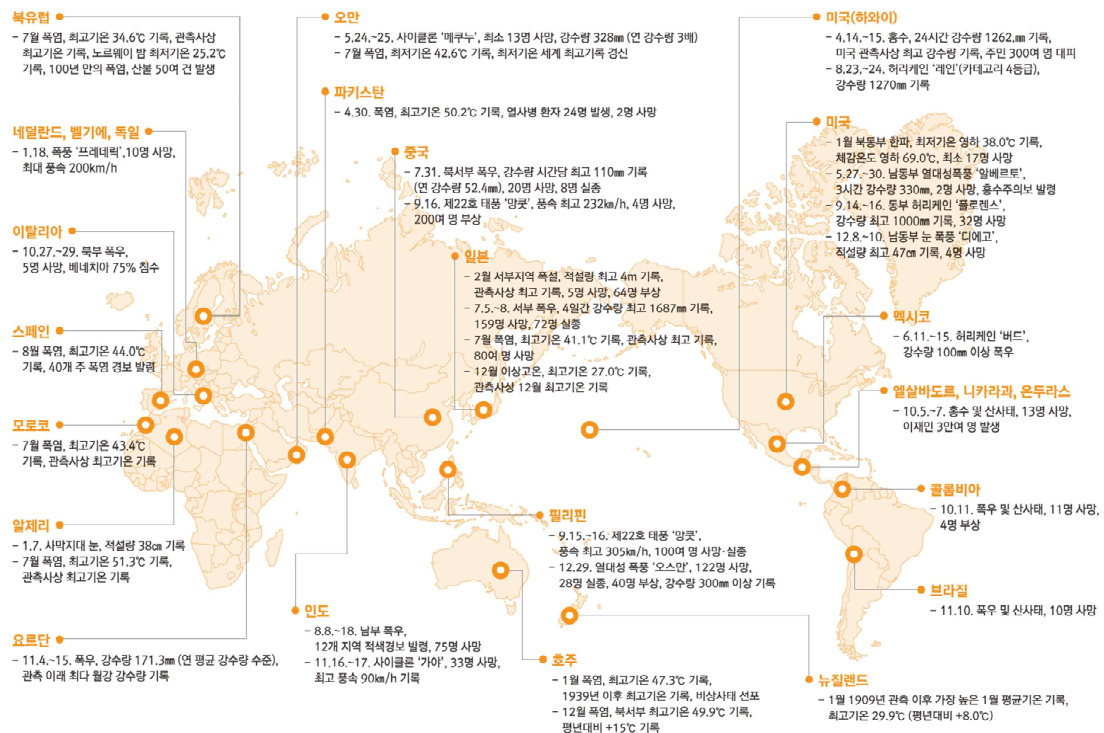 북유럽
- 7월 폭염, 최고기온 34.6℃ 기록, 관측사상
최고기온 기록, 노르웨이 밤 최저기온 25.2℃
기록, 100년 만의 폭염, 산불 50여 건 발생
네덜란드, 벨기에, 독일
- 1.18. 폭풍 ‘프레데릭’,10명 사망,
최대 풍속 200km/h
이탈리아
- 10.27.~29. 북부 폭우,
5명 사망, 베네치아 75% 침수
스페인
- 8월 폭염, 최고기온 44.0℃
기록, 40개 주 폭염 경보 발령
모로코
- 7월 폭염, 최고기온 43.4℃
기록, 관측사상 최고기온 기록
알제리
- 1.7. 사막지대 눈, 적설량 38㎝ 기록
- 7월 폭염, 최고기온 51.3℃ 기록,
관측사상 최고기온 기록
요르단
- 11.4.~15. 폭우, 강수량 171.3㎜ (연 평균 강수량 수준),
관측 이래 최다 월강 강수량 기록
오만
- 5.24.~25. 사이클론 ‘메쿠누’, 최소 13명 사망, 강수량 328㎜ (연 강수량 3배)
- 7월 폭염, 최저기온 42.6℃ 기록, 최저기온 세계 최고기록 경신
파키스탄
- 4.30. 폭염, 최고기온 50.2℃ 기록, 열사병 환자 24명 발생, 2명 사망
중국
- 7.31. 북서부 폭우, 강수량 시간당 최고 110㎜ 기록
(연 강수량 52.4㎜), 20명 사망, 8명 실종
- 9.16. 제22호 태풍 ‘망쿳’, 풍속 최고 232㎞/h, 4명 사망,
200여 명 부상
일본
- 2월 서부지역 폭설, 적설량 최고 4m 기록,
관측사상 최고 기록, 5명 사망, 64명 부상
- 7.5.~8. 서부 폭우, 4일간 강수량 최고 1687㎜ 기록,
159명 사망, 72명 실종
- 7월 폭염, 최고기온 41.1℃ 기록, 관측사상 최고 기록,
80여 명 사망
- 12월 이상고온, 최고기온 27.0℃ 기록,
관측사상 12월 최고기온 기록
필리핀
- 9.15.~16. 제22호 태풍 ‘망쿳’,
풍속 최고 305㎞/h, 100여 명 사망·실종
- 12.29. 열대성 폭풍 ‘오스만’, 122명 사망,
28명 실종, 40명 부상, 강수량 300㎜ 이상 기록
인도
- 8.8.~18. 남부 폭우,
12개 지역 적색경보 발령, 75명 사망
- 11.16.~17. 사이클론 ‘가아’, 33명 사망,
최고 풍속 90㎞/h 기록
호주
- 1월 폭염, 최고기온 47.3℃ 기록,
1939년 이후 최고기온 기록, 비상사태 선포
- 12월 폭염, 북서부 최고기온 49.9℃ 기록,
평년대비 +15℃ 기록
뉴질랜드
- 1월 1909년 관측 이후 가장 높은 1월 평균기온 기록,
최고기온 29.9℃ (평년대비 +8.0℃)
미국(하와이)
- 4.14.~15. 홍수, 24시간 강수량 1262.㎜ 기록,
미국 관측사상 최고 강수량 기록, 주민 300여 명 대피
- 8.23.~24. 허리케인 ‘레인’(카테고리 4등급),
강수량 1270㎜ 기록
미국
- 1월 북동부 한파, 최저기온 영하 38.0℃ 기록,
체감온도 영하 69.0℃, 최소 17명 사망
- 5.27.~30. 남동부 열대성폭풍 ‘알베르토’,
3시간 강수량 330㎜, 2명 사망, 홍수주의보 발령
- 9.14.~16. 동부 허리케인 ‘플로렌스’,
강수량 최고 1000㎜ 기록, 32명 사망
- 12.8.~10. 남동부 눈 폭풍 ‘디에고’,
적설량 최고 47㎝ 기록, 4명 사망
멕시코
- 6.11.~15. 허리케인 ‘버드’,
강수량 100㎜ 이상 폭우
엘살바도르, 니카라과, 온두라스
- 10.5.~7. 홍수 및 산사태, 13명 사망,
이재민 3만여 명 발생
콜롬비아
- 10.11. 폭우 및 산사태, 11명 사망,
4명 부상
브라질
- 11.10. 폭우 및 산사태, 10명 사망